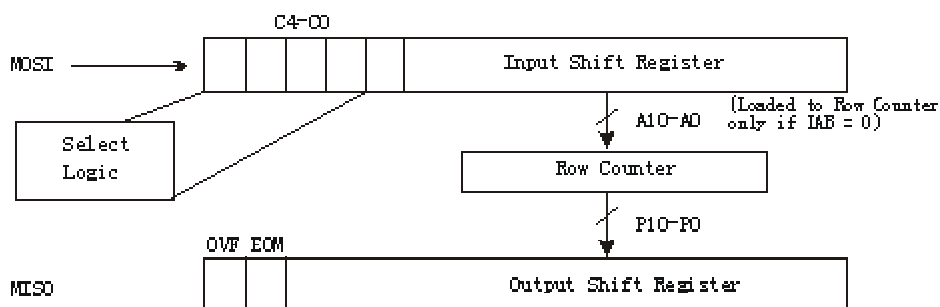 C4-C0
MOSI
Input Shift Register
A10-A0
(Loaded to Row Counter
only if IAB = 0)
Select
Logic
Row Counter
P10-P0
OVF EOM
MISO
Output Shift Register